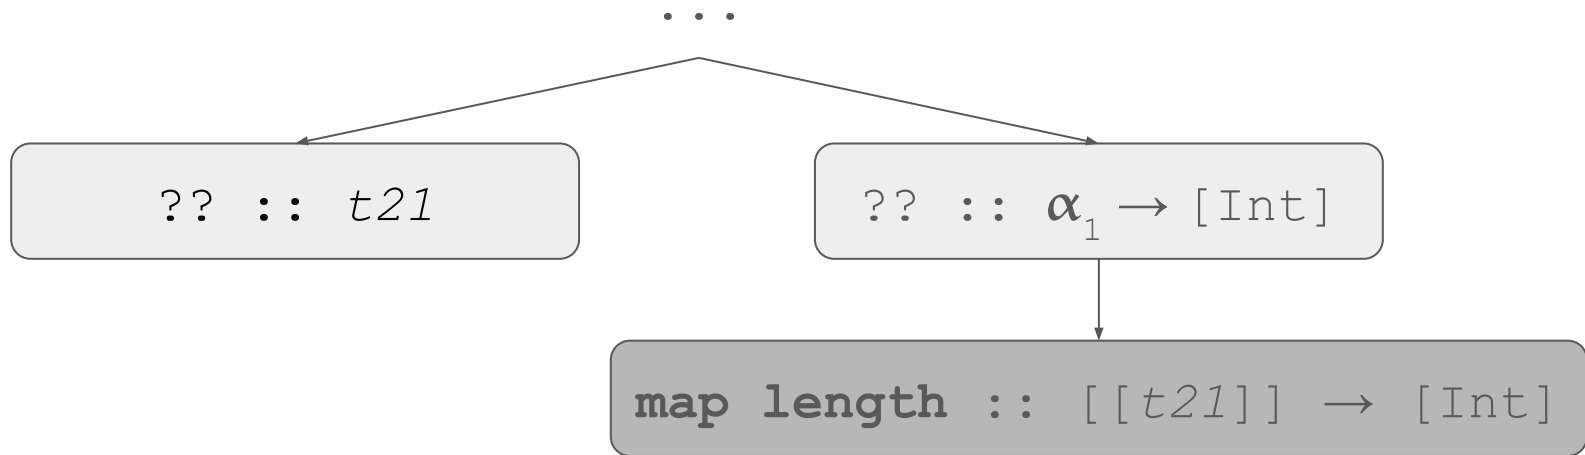 ...
?? :: t21
?? :: α₁ → [Int]
map length :: [[t21]] → [Int]